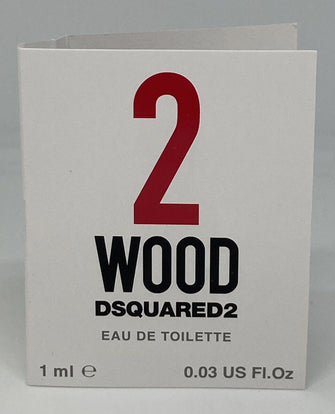 2
WOOD
DSQUARED2
EAU DE TOILETTE
1 ml ℮ 0.03 US Fl.Oz